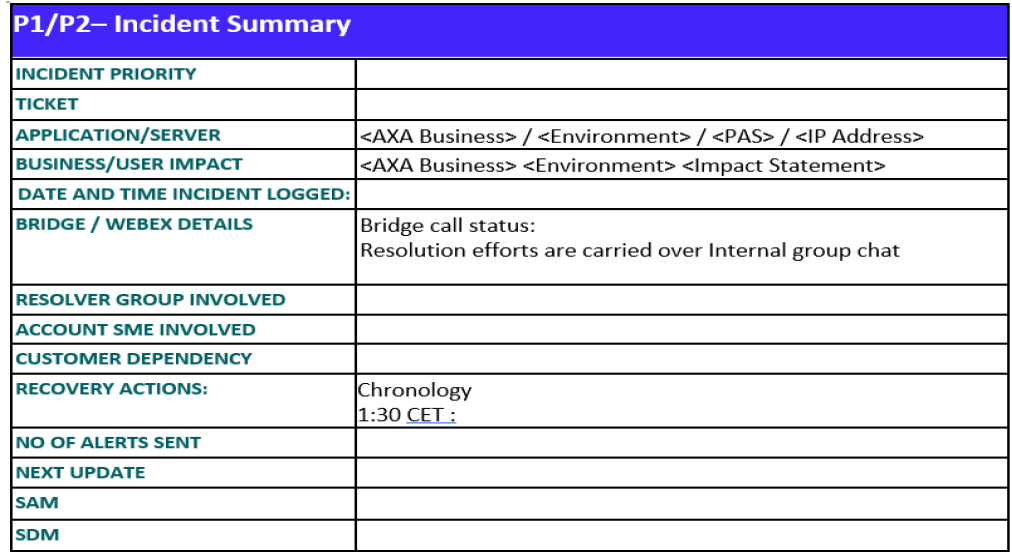 P1/P2– Incident Summary
INCIDENT PRIORITY
TICKET
APPLICATION/SERVER <AXA Business> / <Environment> / <PAS> / <IP Address>
BUSINESS/USER IMPACT <AXA Business> <Environment> <Impact Statement>
DATE AND TIME INCIDENT LOGGED:
BRIDGE / WEBEX DETAILS Bridge call status:
Resolution efforts are carried over Internal group chat
RESOLVER GROUP INVOLVED
ACCOUNT SME INVOLVED
CUSTOMER DEPENDENCY
RECOVERY ACTIONS: Chronology
1:30 CET :
NO OF ALERTS SENT
NEXT UPDATE
SAM
SDM